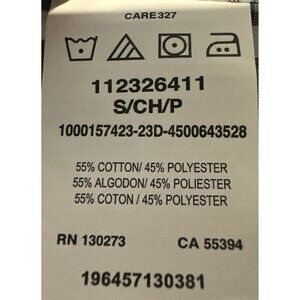 CARE327
112326411
S/CH/P
1000157423-23D-4500643528
55% COTTON/ 45% POLYESTER
55% ALGODON/ 45% POLIESTER
55% COTON / 45% POLYESTER
RN 130273 CA 55394
196457130381